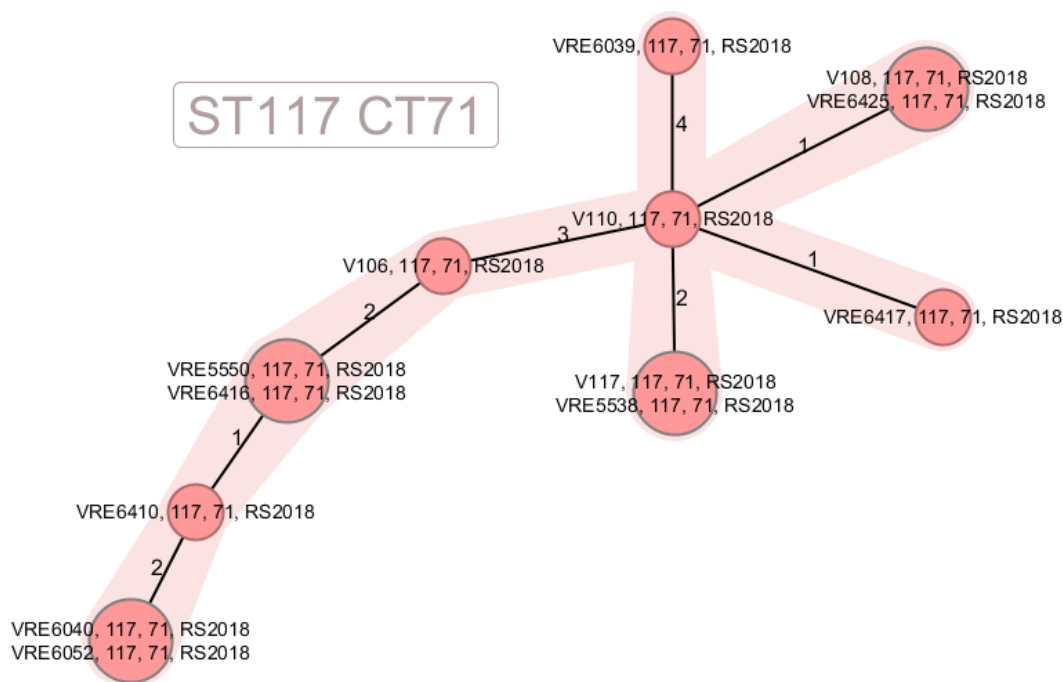 VRE6039, 117, 71, RS2018
V108, 117, 71, RS2018
VRE6425, 117, 71, RS2018
ST117 CT71
4
1
V110, 117, 71, RS2018
3
V106, 117, 71, RS2018
1
2
2
VRE6417, 117, 71, RS2018
VRE5550, 117, 71, RS2018
VRE6416, 117, 71, RS2018
V117, 117, 71, RS2018
VRE5538, 117, 71, RS2018
1
VRE6410, 117, 71, RS2018
2
VRE6040, 117, 71, RS2018
VRE6052, 117, 71, RS2018